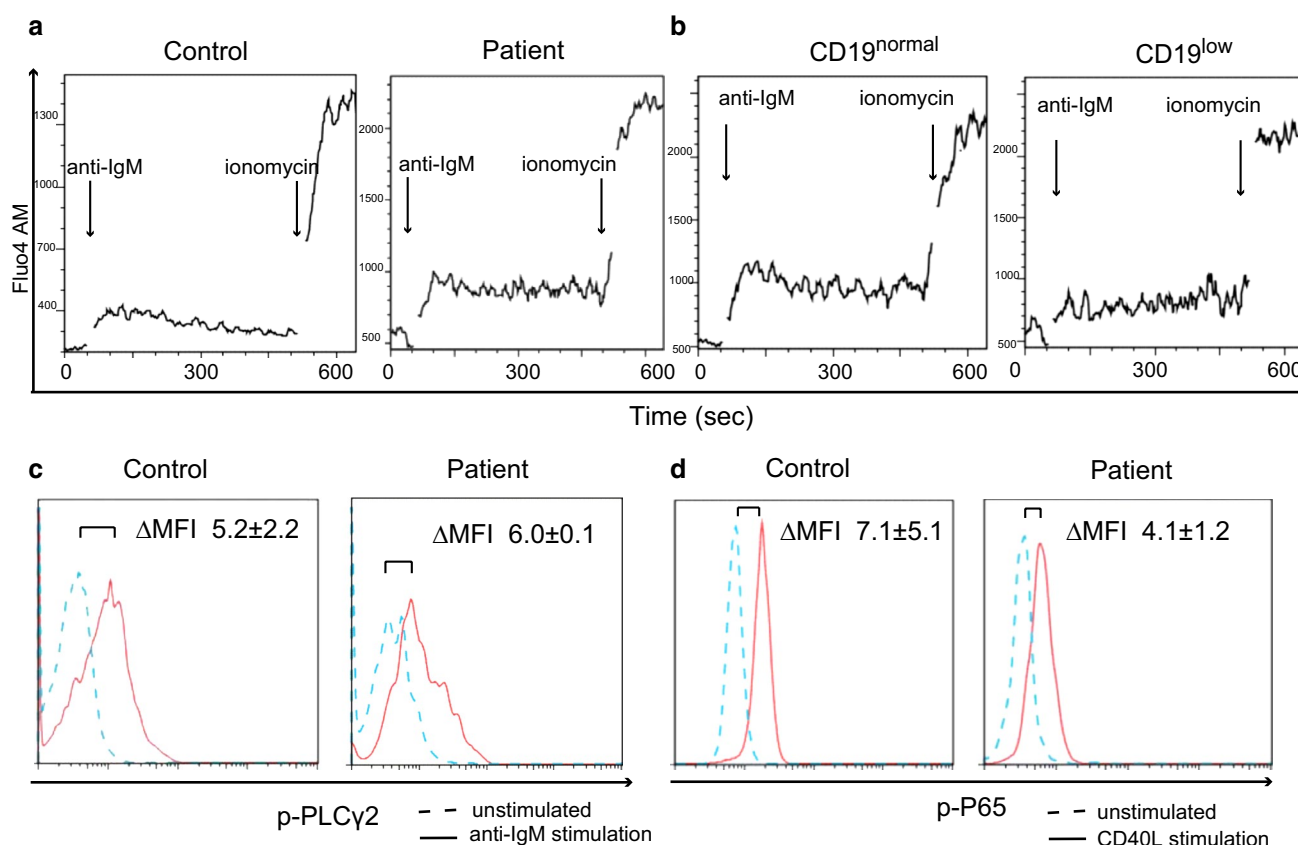 a
Control
Patient
b
CD19normal
CD19low
Fluo4 AM
1300
1000
700
400
anti-IgM
ionomycin
0 300 600
2000
1500
1000
500
anti-IgM
ionomycin
0 300 600
2000
1500
1000
500
anti-IgM
ionomycin
0 300 600
2000
1500
1000
500
anti-IgM
ionomycin
0 300 600
Time (sec)
c
Control
ΔMFI 5.2±2.2
Patient
ΔMFI 6.0±0.1
p-PLCγ2
unstimulated
anti-IgM stimulation
d
Control
ΔMFI 7.1±5.1
Patient
ΔMFI 4.1±1.2
p-P65
unstimulated
CD40L stimulation